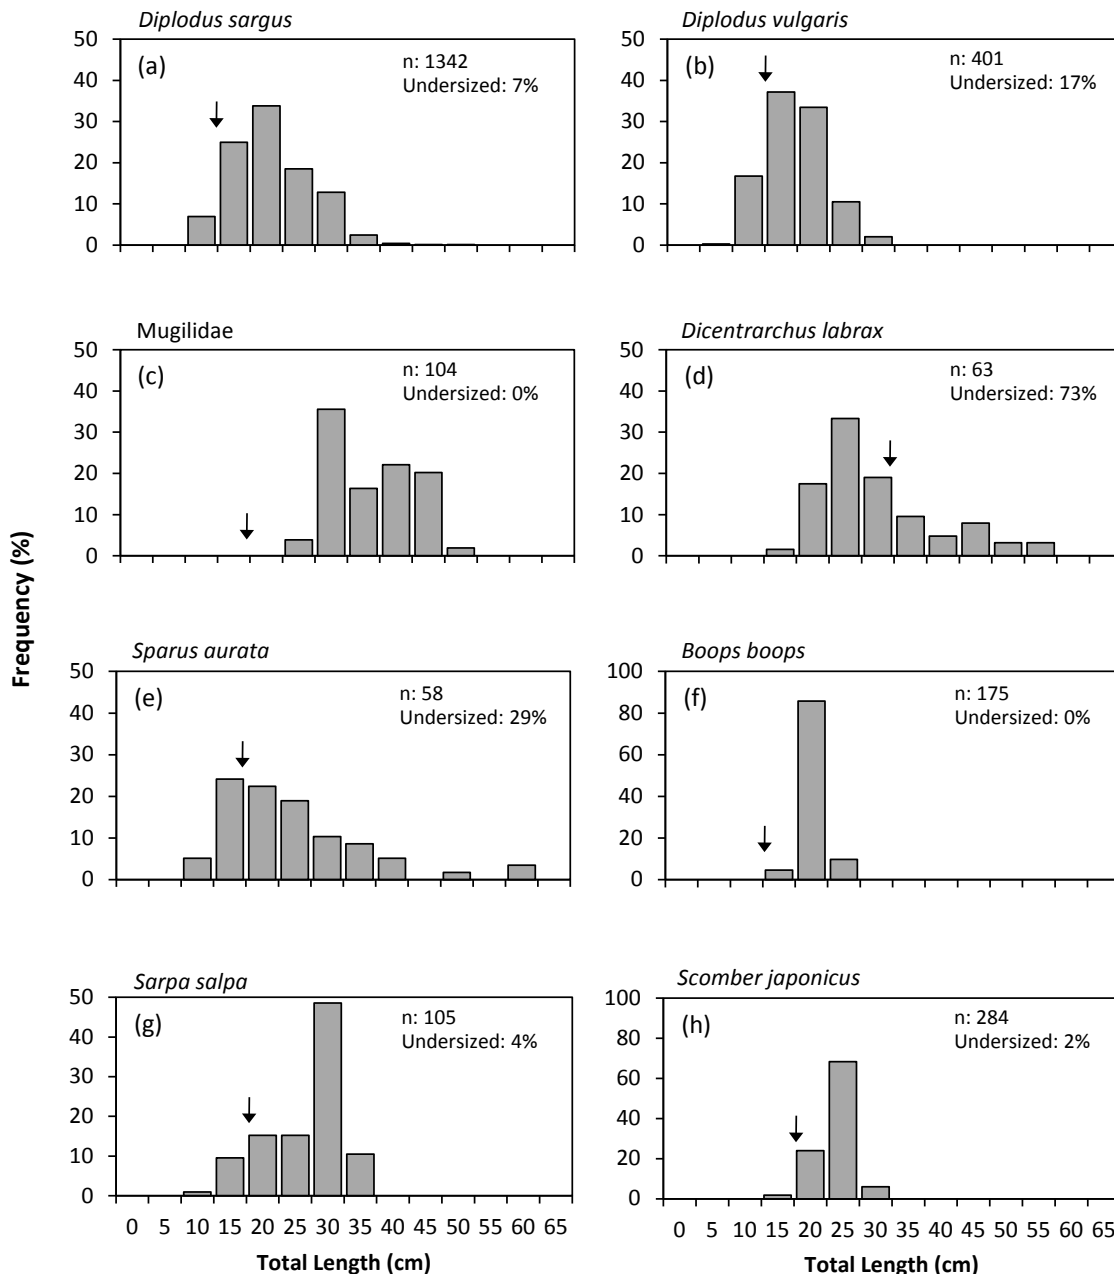 Diplodus sargus
50
40
30
20
10
0
(a)
n: 1342
Undersized: 7%
Diplodus vulgaris
50
40
30
20
10
0
(b)
n: 401
Undersized: 17%
Mugilidae
50
40
30
20
10
0
(c)
n: 104
Undersized: 0%
Dicentrarchus labrax
50
40
30
20
10
0
(d)
n: 63
Undersized: 73%
Frequency (%)
Sparus aurata
50
40
30
20
10
0
(e)
n: 58
Undersized: 29%
Boops boops
100
80
60
40
20
0
(f)
n: 175
Undersized: 0%
Sarpa salpa
50
40
30
20
10
0
(g)
n: 105
Undersized: 4%
0 5 10 15 20 25 30 35 40 45 50 55 60 65
Total Length (cm)
Scomber japonicus
100
80
60
40
20
0
(h)
n: 284
Undersized: 2%
0 5 10 15 20 25 30 35 40 45 50 55 60 65
Total Length (cm)